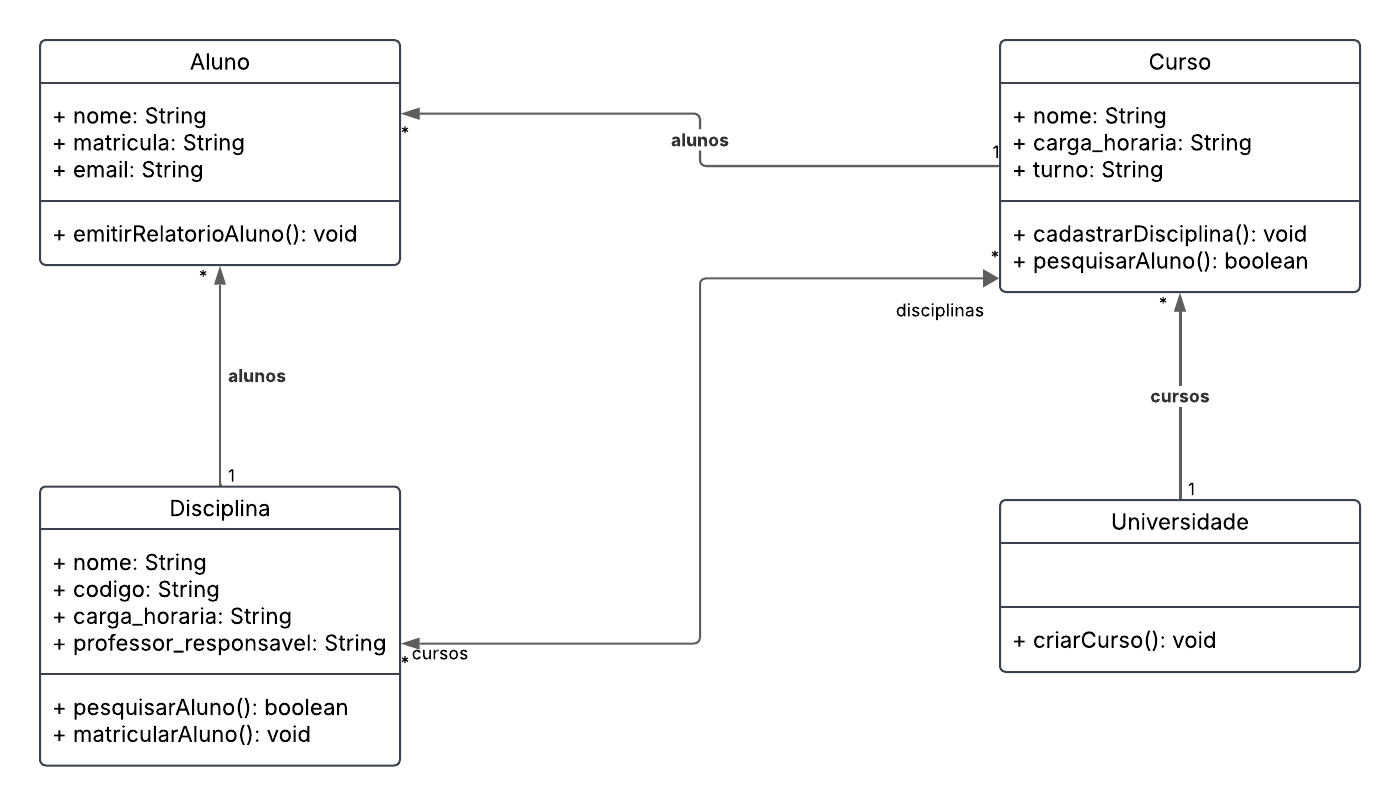 Aluno
+ nome: String
+ matricula: String
+ email: String
+ emitirRelatorioAluno(): void
*
alunos
1
Curso
+ nome: String
+ carga_horaria: String
+ turno: String
+ cadastrarDisciplina(): void
+ pesquisarAluno(): boolean
*
disciplinas
*
alunos
1
*
cursos
1
Disciplina
+ nome: String
+ codigo: String
+ carga_horaria: String
+ professor_responsavel: String
+ pesquisarAluno(): boolean
+ matricularAluno(): void
*
cursos
Universidade
+ criarCurso(): void